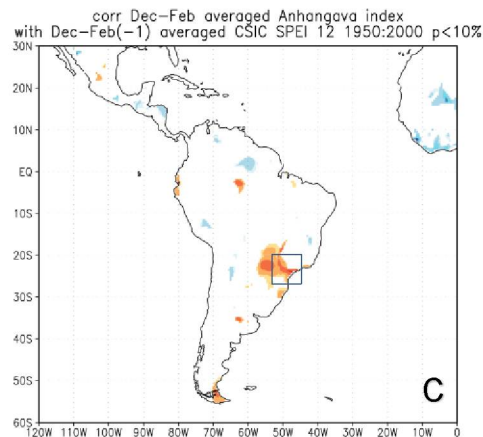 corr Dec-Feb averaged Anhangava index
with Dec-Feb(-1) averaged CSIC SPEI 12 1950:2000 p<10%
30N
20N
10N
EQ
10S
20S
30S
40S
50S
60S
C
120W 110W 100W 90W 80W 70W 60W 50W 40W 30W 20W 10W 0